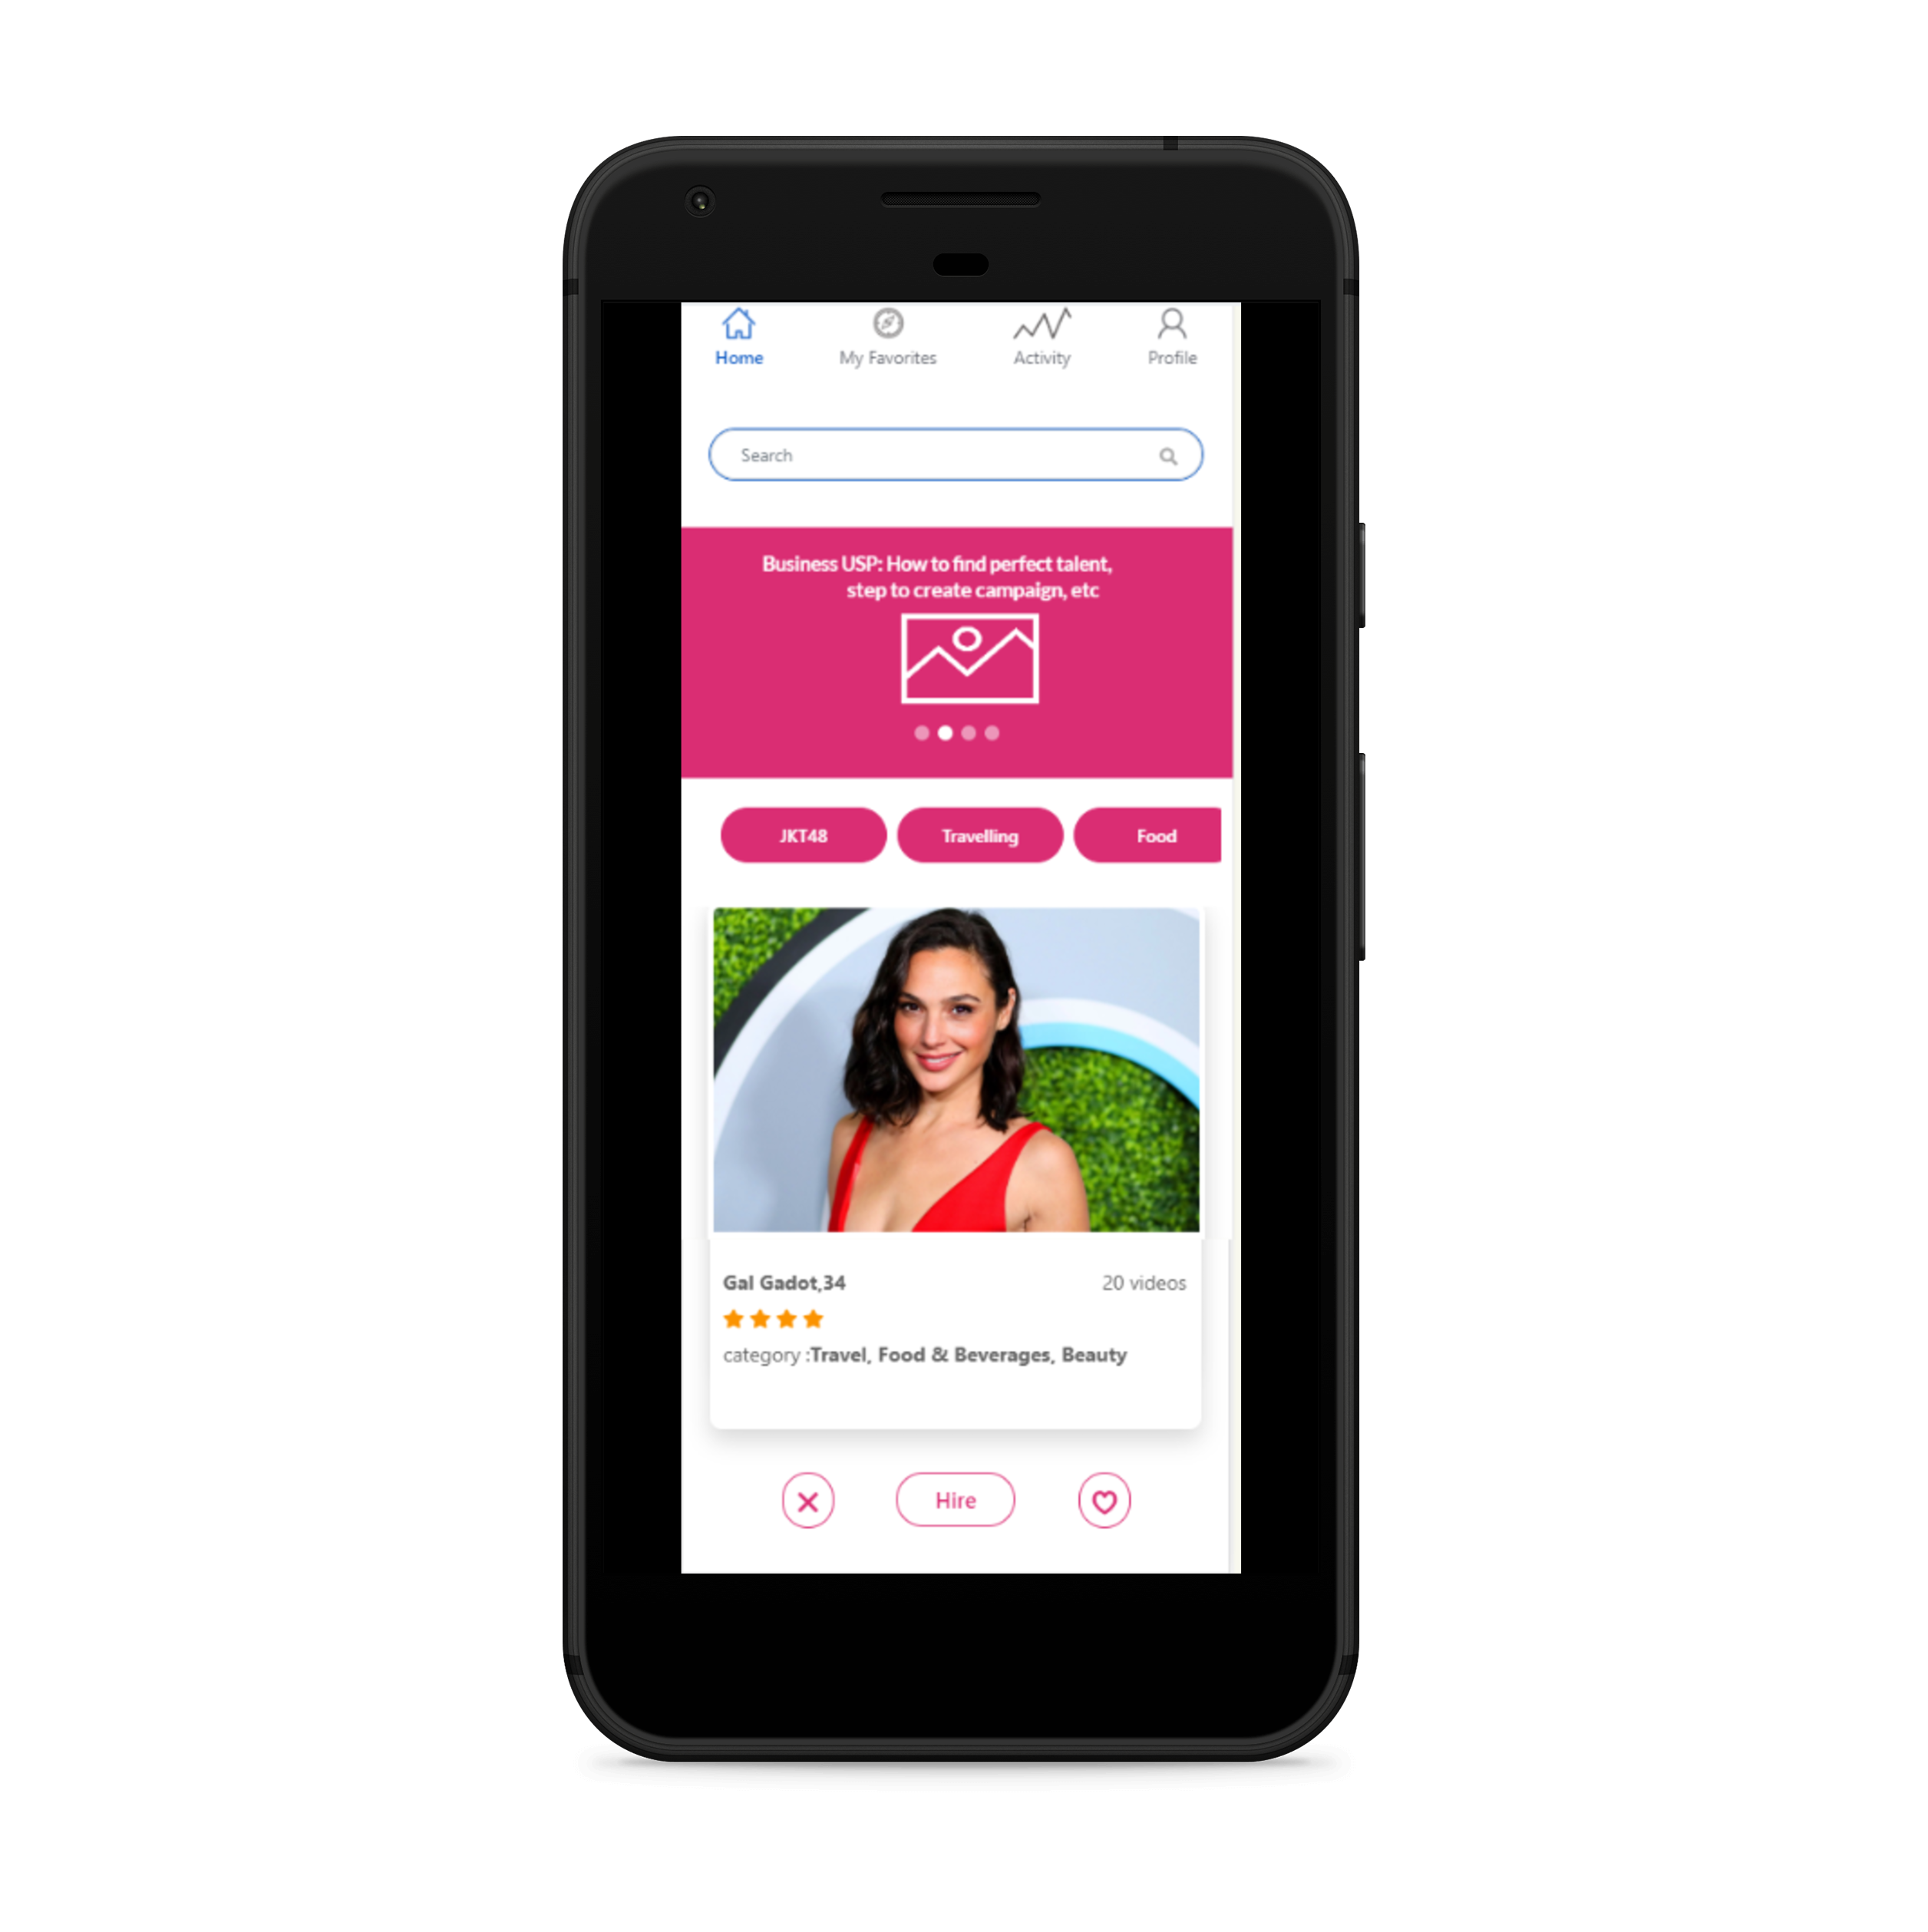 Home My Favorites Activity Profile
Search
Business USP: How to find perfect talent,
step to create campaign, etc
JKT48 Travelling Food
Gal Gadot,34 20 videos
category :Travel, Food & Beverages, Beauty
Hire